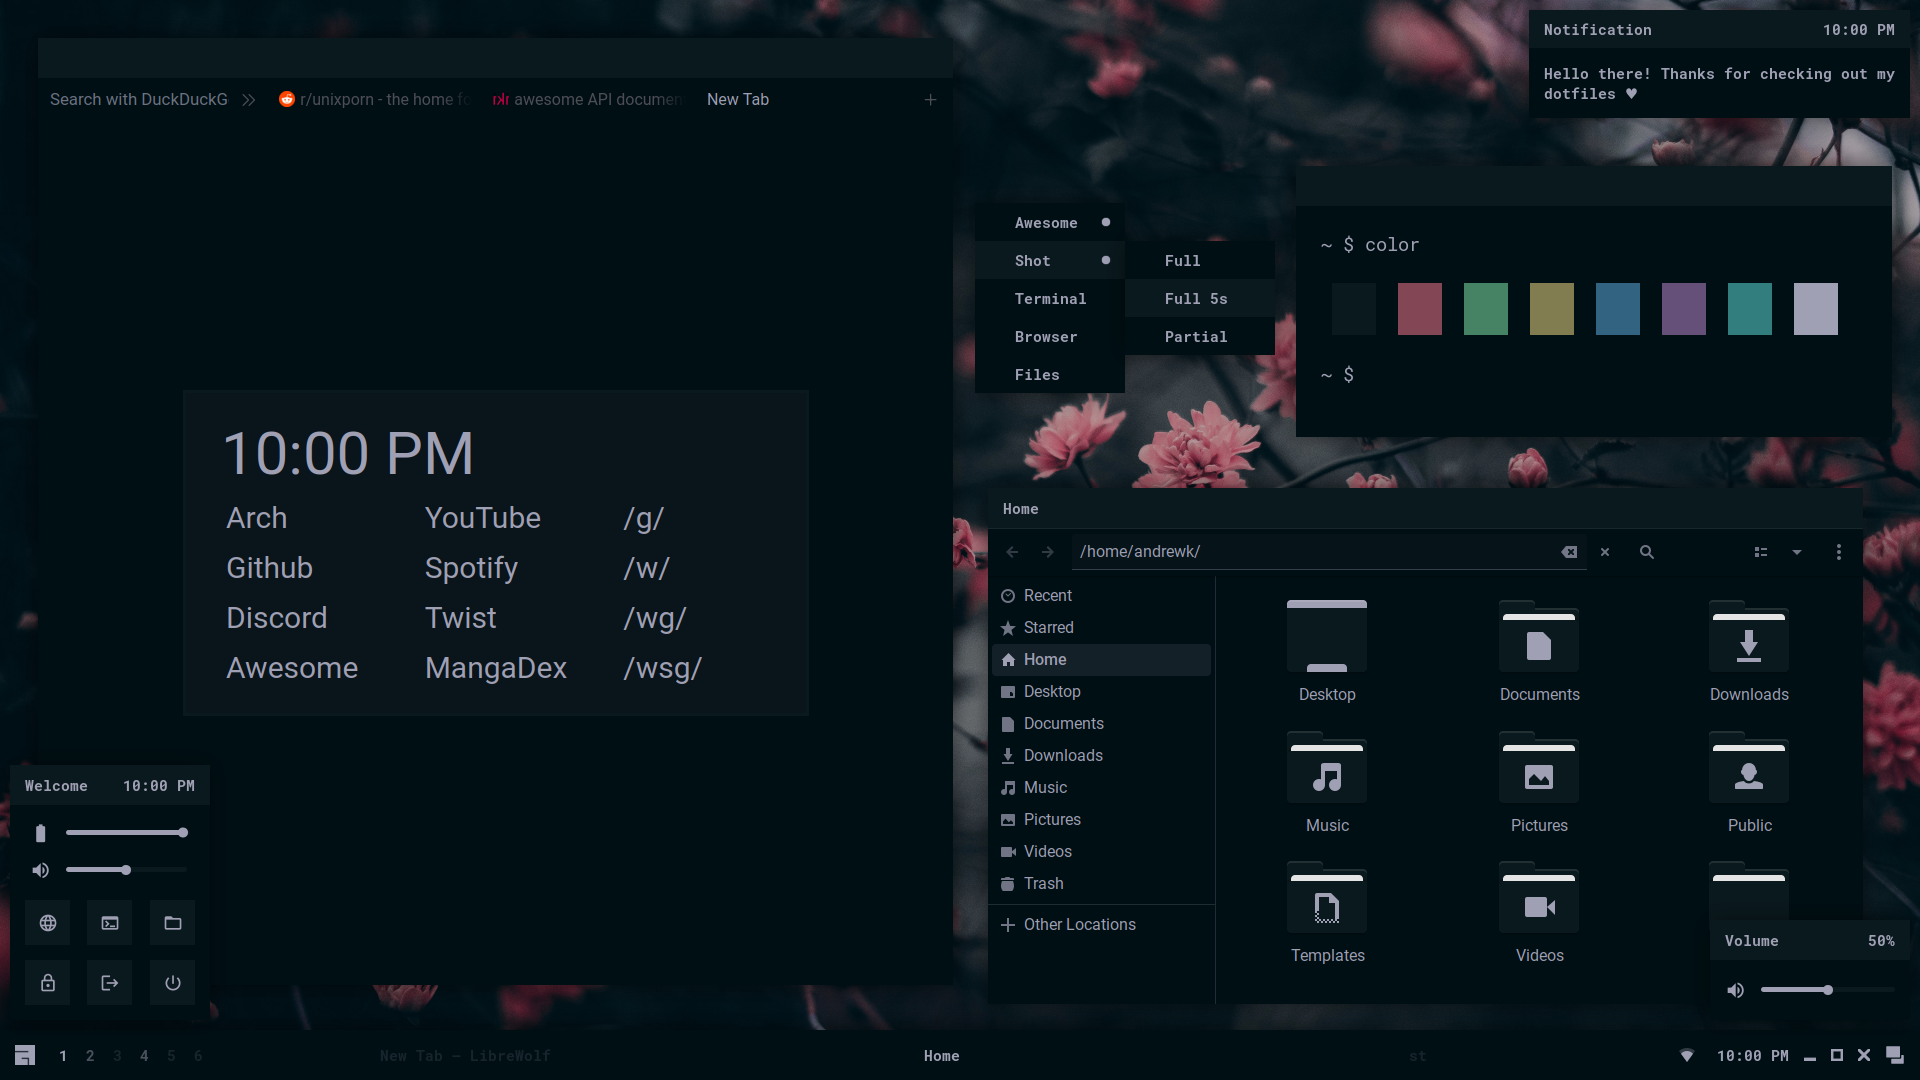 Search with DuckDuckG
r/unixporn - the home fo
awesome API documen
New Tab
10:00 PM
Arch YouTube /g/
Github Spotify /w/
Discord Twist /wg/
Awesome MangaDex /wsg/
Welcome 10:00 PM
Notification 10:00 PM
Hello there! Thanks for checking out my
dotfiles ♥
Awesome
Shot
Terminal
Browser
Files
Full
Full 5s
Partial
~ $ color
~ $
Home
/home/andrewk/
Recent
Starred
Home
Desktop
Documents
Downloads
Music
Pictures
Videos
Trash
Other Locations
Desktop Documents Downloads
Music Pictures Public
Templates Videos
Volume 50%
1 2 3 4 5 6
New Tab — LibreWolf
Home
st
10:00 PM